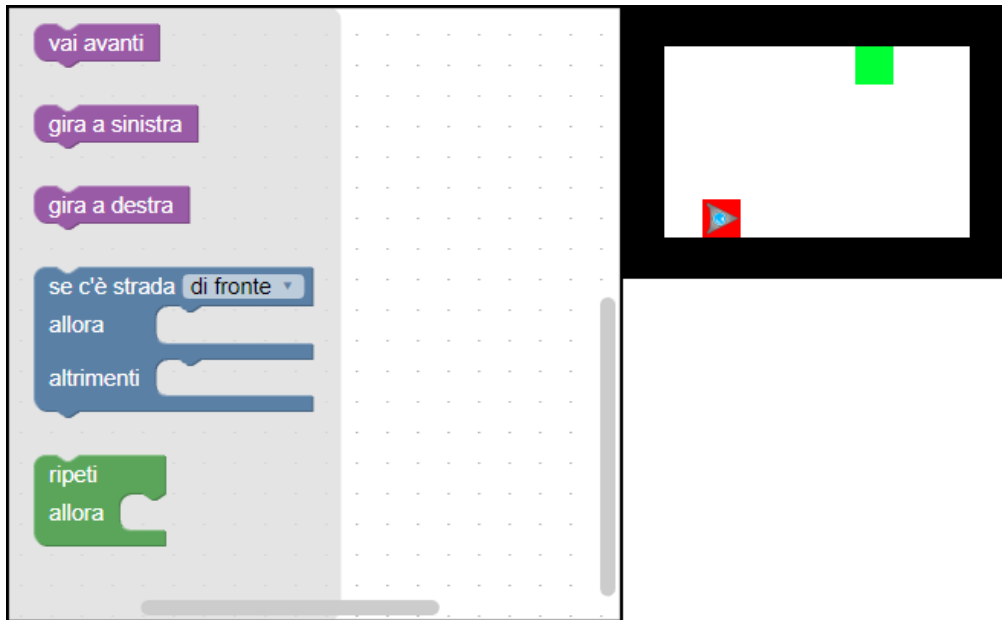 vai avanti
gira a sinistra
gira a destra
se c'è strada di fronte
allora
altrimenti
ripeti
allora